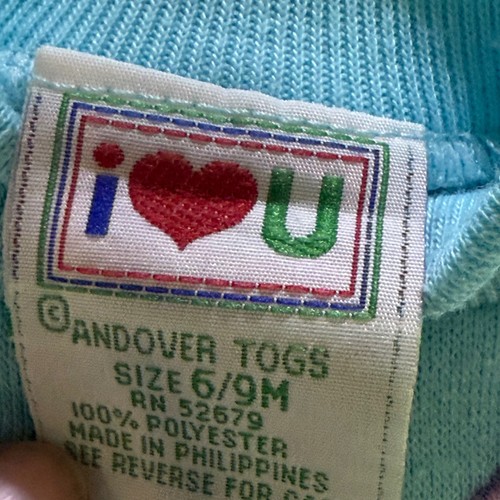 i ❤ U
© ANDOVER TOGS
SIZE 6/9M
RN 52679
100% POLYESTER
MADE IN PHILIPPINES
SEE REVERSE FOR